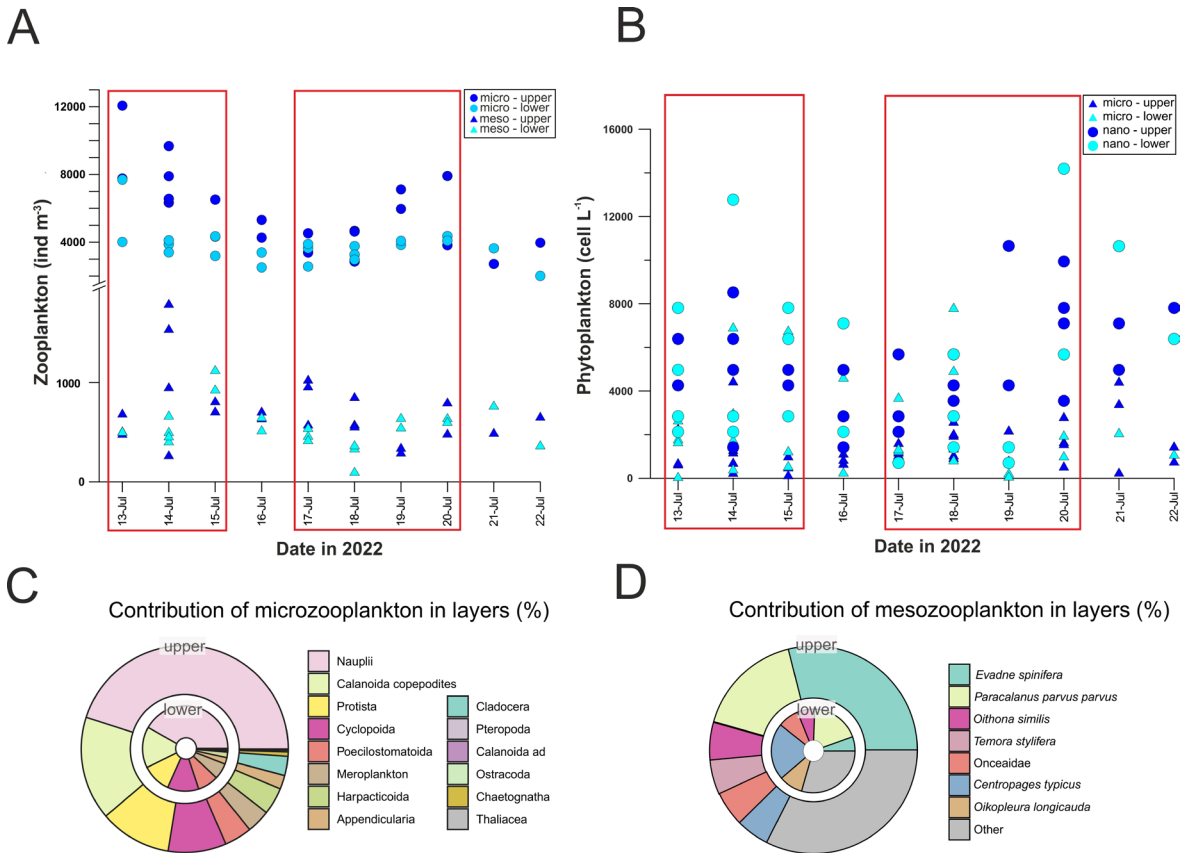 A
B
micro - upper
micro - lower
meso - upper
meso - lower
12000
8000
4000
1000
0
Zooplankton (ind m⁻³)
13-Jul
14-Jul
15-Jul
16-Jul
17-Jul
18-Jul
19-Jul
20-Jul
21-Jul
22-Jul
Date in 2022
micro - upper
micro - lower
nano - upper
nano - lower
16000
12000
8000
4000
0
Phytoplankton (cell L⁻¹)
13-Jul
14-Jul
15-Jul
16-Jul
17-Jul
18-Jul
19-Jul
20-Jul
21-Jul
22-Jul
Date in 2022
C
Contribution of microzooplankton in layers (%)
upper
lower
Nauplii
Calanoida copepodites
Protista
Cyclopoida
Poecilostomatoida
Meroplankton
Harpacticoida
Appendicularia
Cladocera
Pteropoda
Calanoida ad
Ostracoda
Chaetognatha
Thaliacea
D
Contribution of mesozooplankton in layers (%)
upper
lower
Evadne spinifera
Paracalanus parvus parvus
Oithona similis
Temora stylifera
Onceaidae
Centropages typicus
Oikopleura longicauda
Other